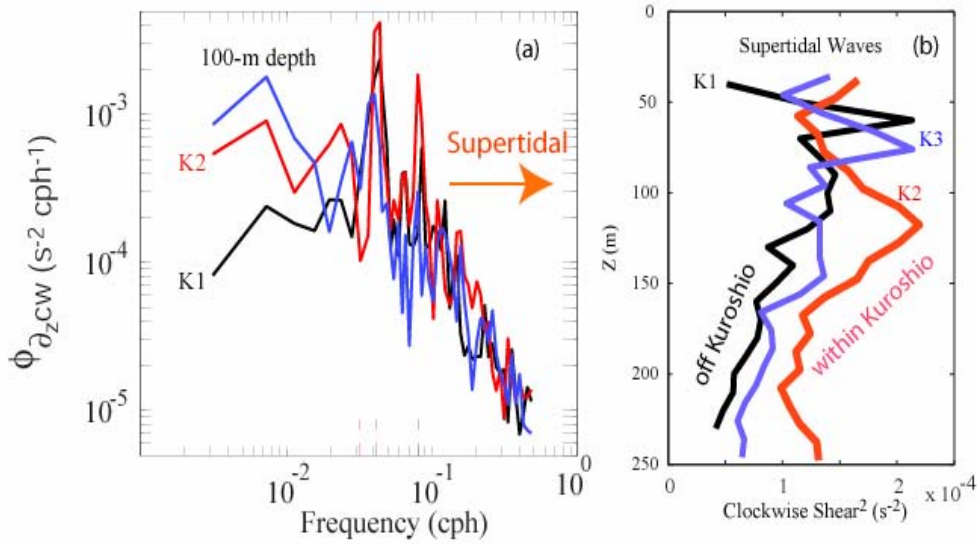 (a)
100-m depth
K2
K1
Supertidal
10⁻³
10⁻⁴
10⁻⁵
ϕ∂zcw (s⁻² cph⁻¹)
10⁻²
10⁻¹
10⁰
Frequency (cph)
(b)
Supertidal Waves
K1
K3
K2
off Kuroshio
within Kuroshio
0
50
100
150
200
250
Z (m)
0
1
2
x 10⁻⁴
Clockwise Shear² (s⁻²)